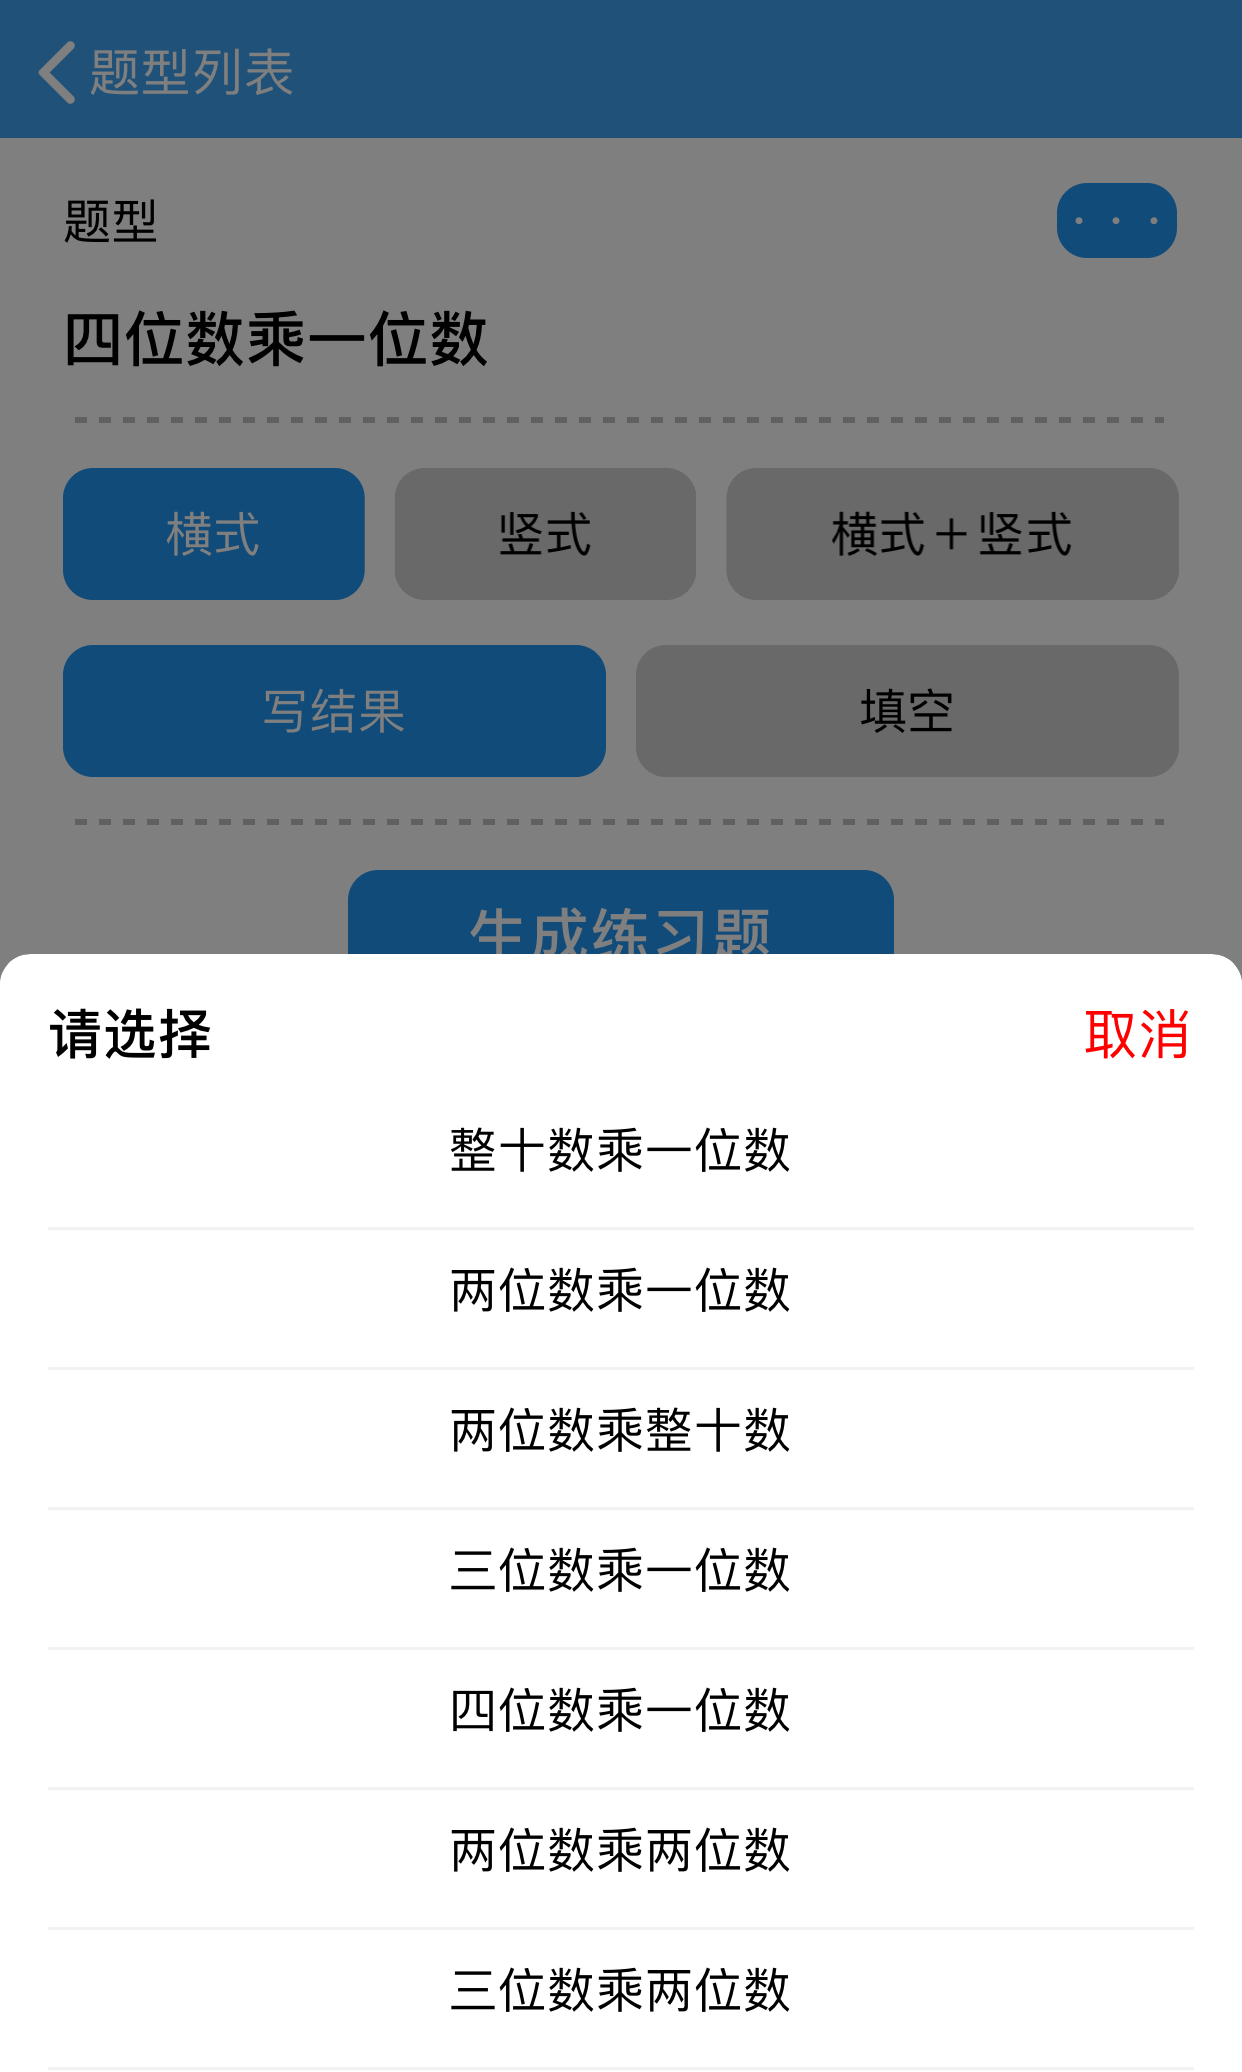 题型列表
题型
四位数乘一位数
横式 竖式 横式＋竖式
写结果 填空
生成练习题
请选择 取消
整十数乘一位数
两位数乘一位数
两位数乘整十数
三位数乘一位数
四位数乘一位数
两位数乘两位数
三位数乘两位数